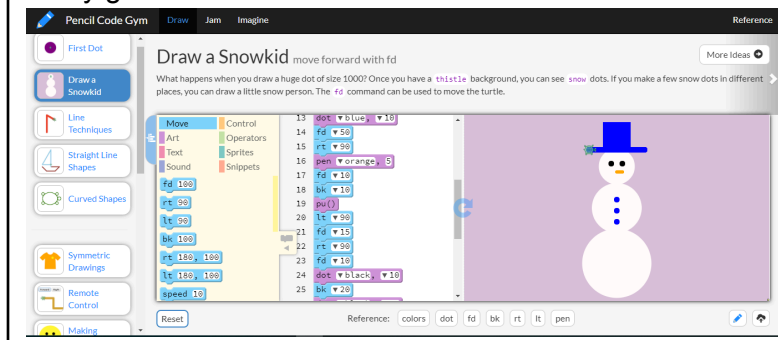 Pencil Code Gym Draw Jam Imagine Reference
First Dot
Draw a
Snowkid
Line
Techniques
Straight Line
Shapes
Curved Shapes
Symmetric
Drawings
Remote
Control
Making
Draw a Snowkid move forward with fd
More Ideas
What happens when you draw a huge dot of size 1000? Once you have a thistle background, you can see snow dots. If you make a few snow dots in different
places, you can draw a little snow person. The fd command can be used to move the turtle.
Move Control
Art Operators
Text Sprites
Sound Snippets
fd 100
rt 90
lt 90
bk 100
rt 180, 100
lt 180, 100
speed 10
13 dot ▼blue, ▼10
14 fd ▼50
15 rt ▼90
16 pen ▼orange, 5
17 fd ▼10
18 bk ▼10
19 pu()
20 lt ▼90
21 fd ▼15
22 rt ▼90
23 fd ▼10
24 dot ▼black, ▼10
25 bk ▼20
Reset
Reference: colors dot fd bk rt lt pen